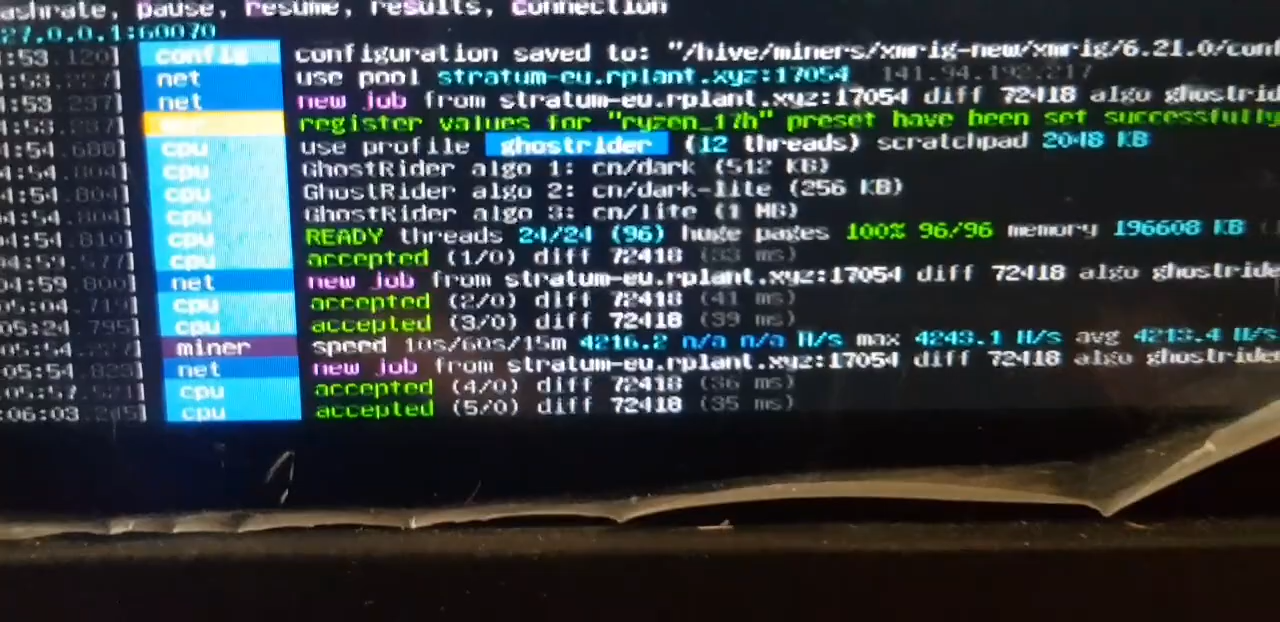 ashrate, pause, resume, results, connection
27.0.0.1:60070
:53.120] config configuration saved to: "/hive/miners/xmrig-new/xmrig/6.21.0/conf
:53. net use pool stratum-eu.rplant.xyz:17054 141.94.192.217
:53.237] net new job from stratum-eu.rplant.xyz:17054 diff 72418 algo ghostrid
:53.287] msr register values for "ryzen_17h" preset have been set successfully
4:54.688] cpu use profile ghostrider (12 threads) scratchpad 2048 KB
4:54.804] cpu GhostRider algo 1: cn/dark (512 KB)
4:54.804] cpu GhostRider algo 2: cn/dark-lite (256 KB)
4:54.804] cpu GhostRider algo 3: cn/lite (1 MB)
04:54.810] cpu READY threads 24/24 (96) huge pages 100% 96/96 memory 196608 KB
04:59.577] cpu accepted (1/0) diff 72418 (33 ms)
04:59.800] net new job from stratum-eu.rplant.xyz:17054 diff 72418 algo ghostride
05:04.719] cpu accepted (2/0) diff 72418 (41 ms)
05:24.795] cpu accepted (3/0) diff 72418 (39 ms)
05:54. miner speed 10s/60s/15m 4216.2 n/a n/a H/s max 4243.1 H/s avg 4213.4 H/s
:05:54.823] net new job from stratum-eu.rplant.xyz:17054 diff 72418 algo ghostride
:05:57.521] cpu accepted (4/0) diff 72418 (36 ms)
:06:03.245] cpu accepted (5/0) diff 72418 (35 ms)